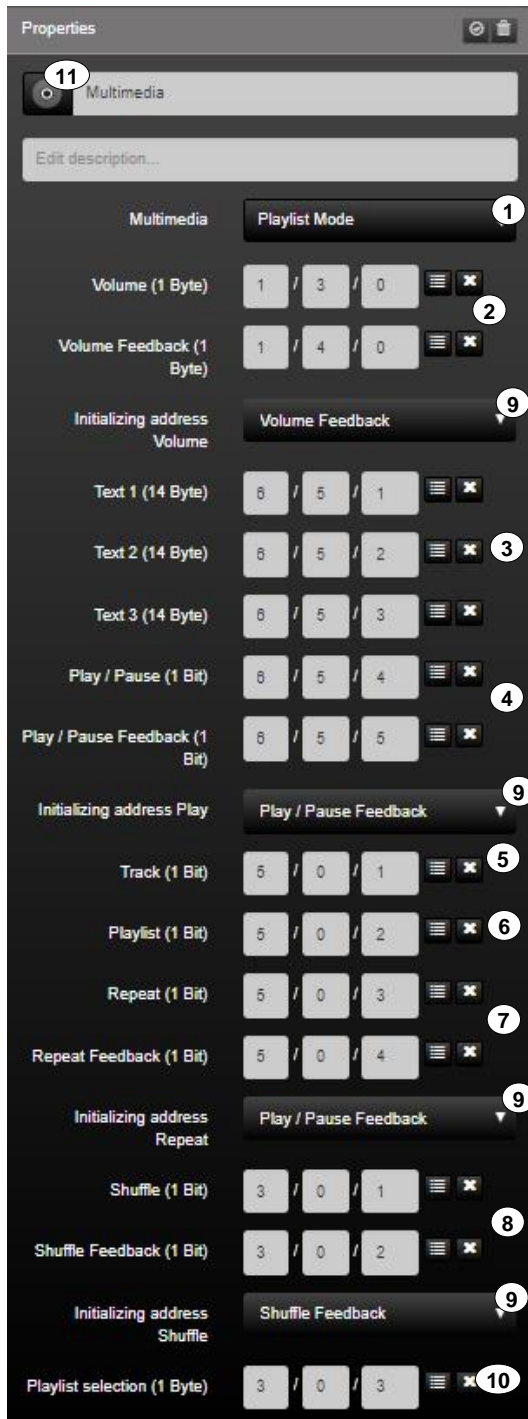 Properties
11
Multimedia
Edit description...
Multimedia Playlist Mode 1
Volume (1 Byte) 1 / 3 / 0
2
Volume Feedback (1 Byte) 1 / 4 / 0
9
Initializing address Volume Volume Feedback
Text 1 (14 Byte) 6 / 5 / 1
Text 2 (14 Byte) 6 / 5 / 2 3
Text 3 (14 Byte) 6 / 5 / 3
Play / Pause (1 Bit) 6 / 5 / 4
4
Play / Pause Feedback (1 Bit) 6 / 5 / 5
9
Initializing address Play Play / Pause Feedback
Track (1 Bit) 5 / 0 / 1 5
Playlist (1 Bit) 5 / 0 / 2 6
Repeat (1 Bit) 5 / 0 / 3
7
Repeat Feedback (1 Bit) 5 / 0 / 4
9
Initializing address Repeat Play / Pause Feedback
Shuffle (1 Bit) 3 / 0 / 1
8
Shuffle Feedback (1 Bit) 3 / 0 / 2
9
Initializing address Shuffle Shuffle Feedback
Playlist selection (1 Byte) 3 / 0 / 3 10